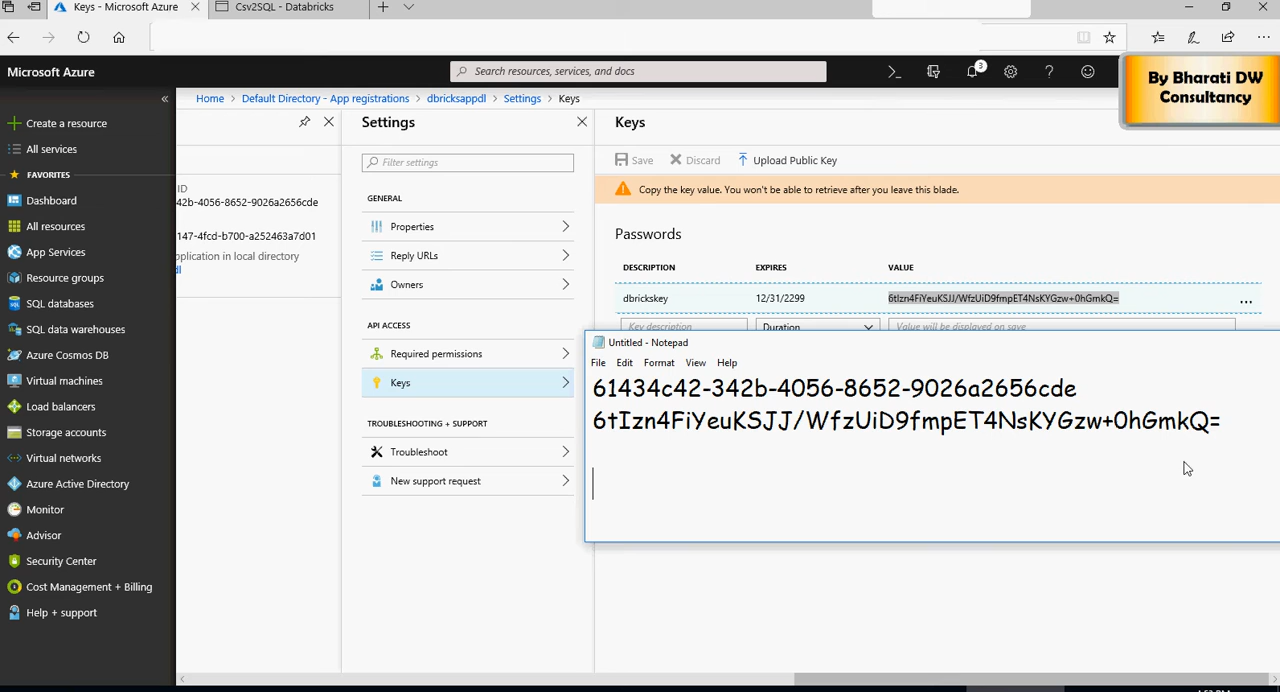 Keys - Microsoft Azure
Csv2SQL - Databricks
Microsoft Azure
Search resources, services, and docs
3
By Bharati DW
Consultancy
Home > Default Directory - App registrations > dbricksappdl > Settings > Keys
«
Create a resource
All services
FAVORITES
Dashboard
All resources
App Services
Resource groups
SQL databases
SQL data warehouses
Azure Cosmos DB
Virtual machines
Load balancers
Storage accounts
Virtual networks
Azure Active Directory
Monitor
Advisor
Security Center
Cost Management + Billing
Help + support
ID
42b-4056-8652-9026a2656cde
147-4fcd-b700-a252463a7d01
pplication in local directory
dl
Settings
Filter settings
GENERAL
Properties
Reply URLs
Owners
API ACCESS
Required permissions
Keys
TROUBLESHOOTING + SUPPORT
Troubleshoot
New support request
Keys
Save
Discard
Upload Public Key
Copy the key value. You won't be able to retrieve after you leave this blade.
Passwords
DESCRIPTION EXPIRES VALUE
dbrickskey 12/31/2299 6tIzn4FiYeuKSJJ/WfzUiD9fmpET4NsKYGzw+0hGmkQ= ...
Key description Duration Value will be displayed on save
Untitled - Notepad
File Edit Format View Help
61434c42-342b-4056-8652-9026a2656cde
6tIzn4FiYeuKSJJ/WfzUiD9fmpET4NsKYGzw+0hGmkQ=